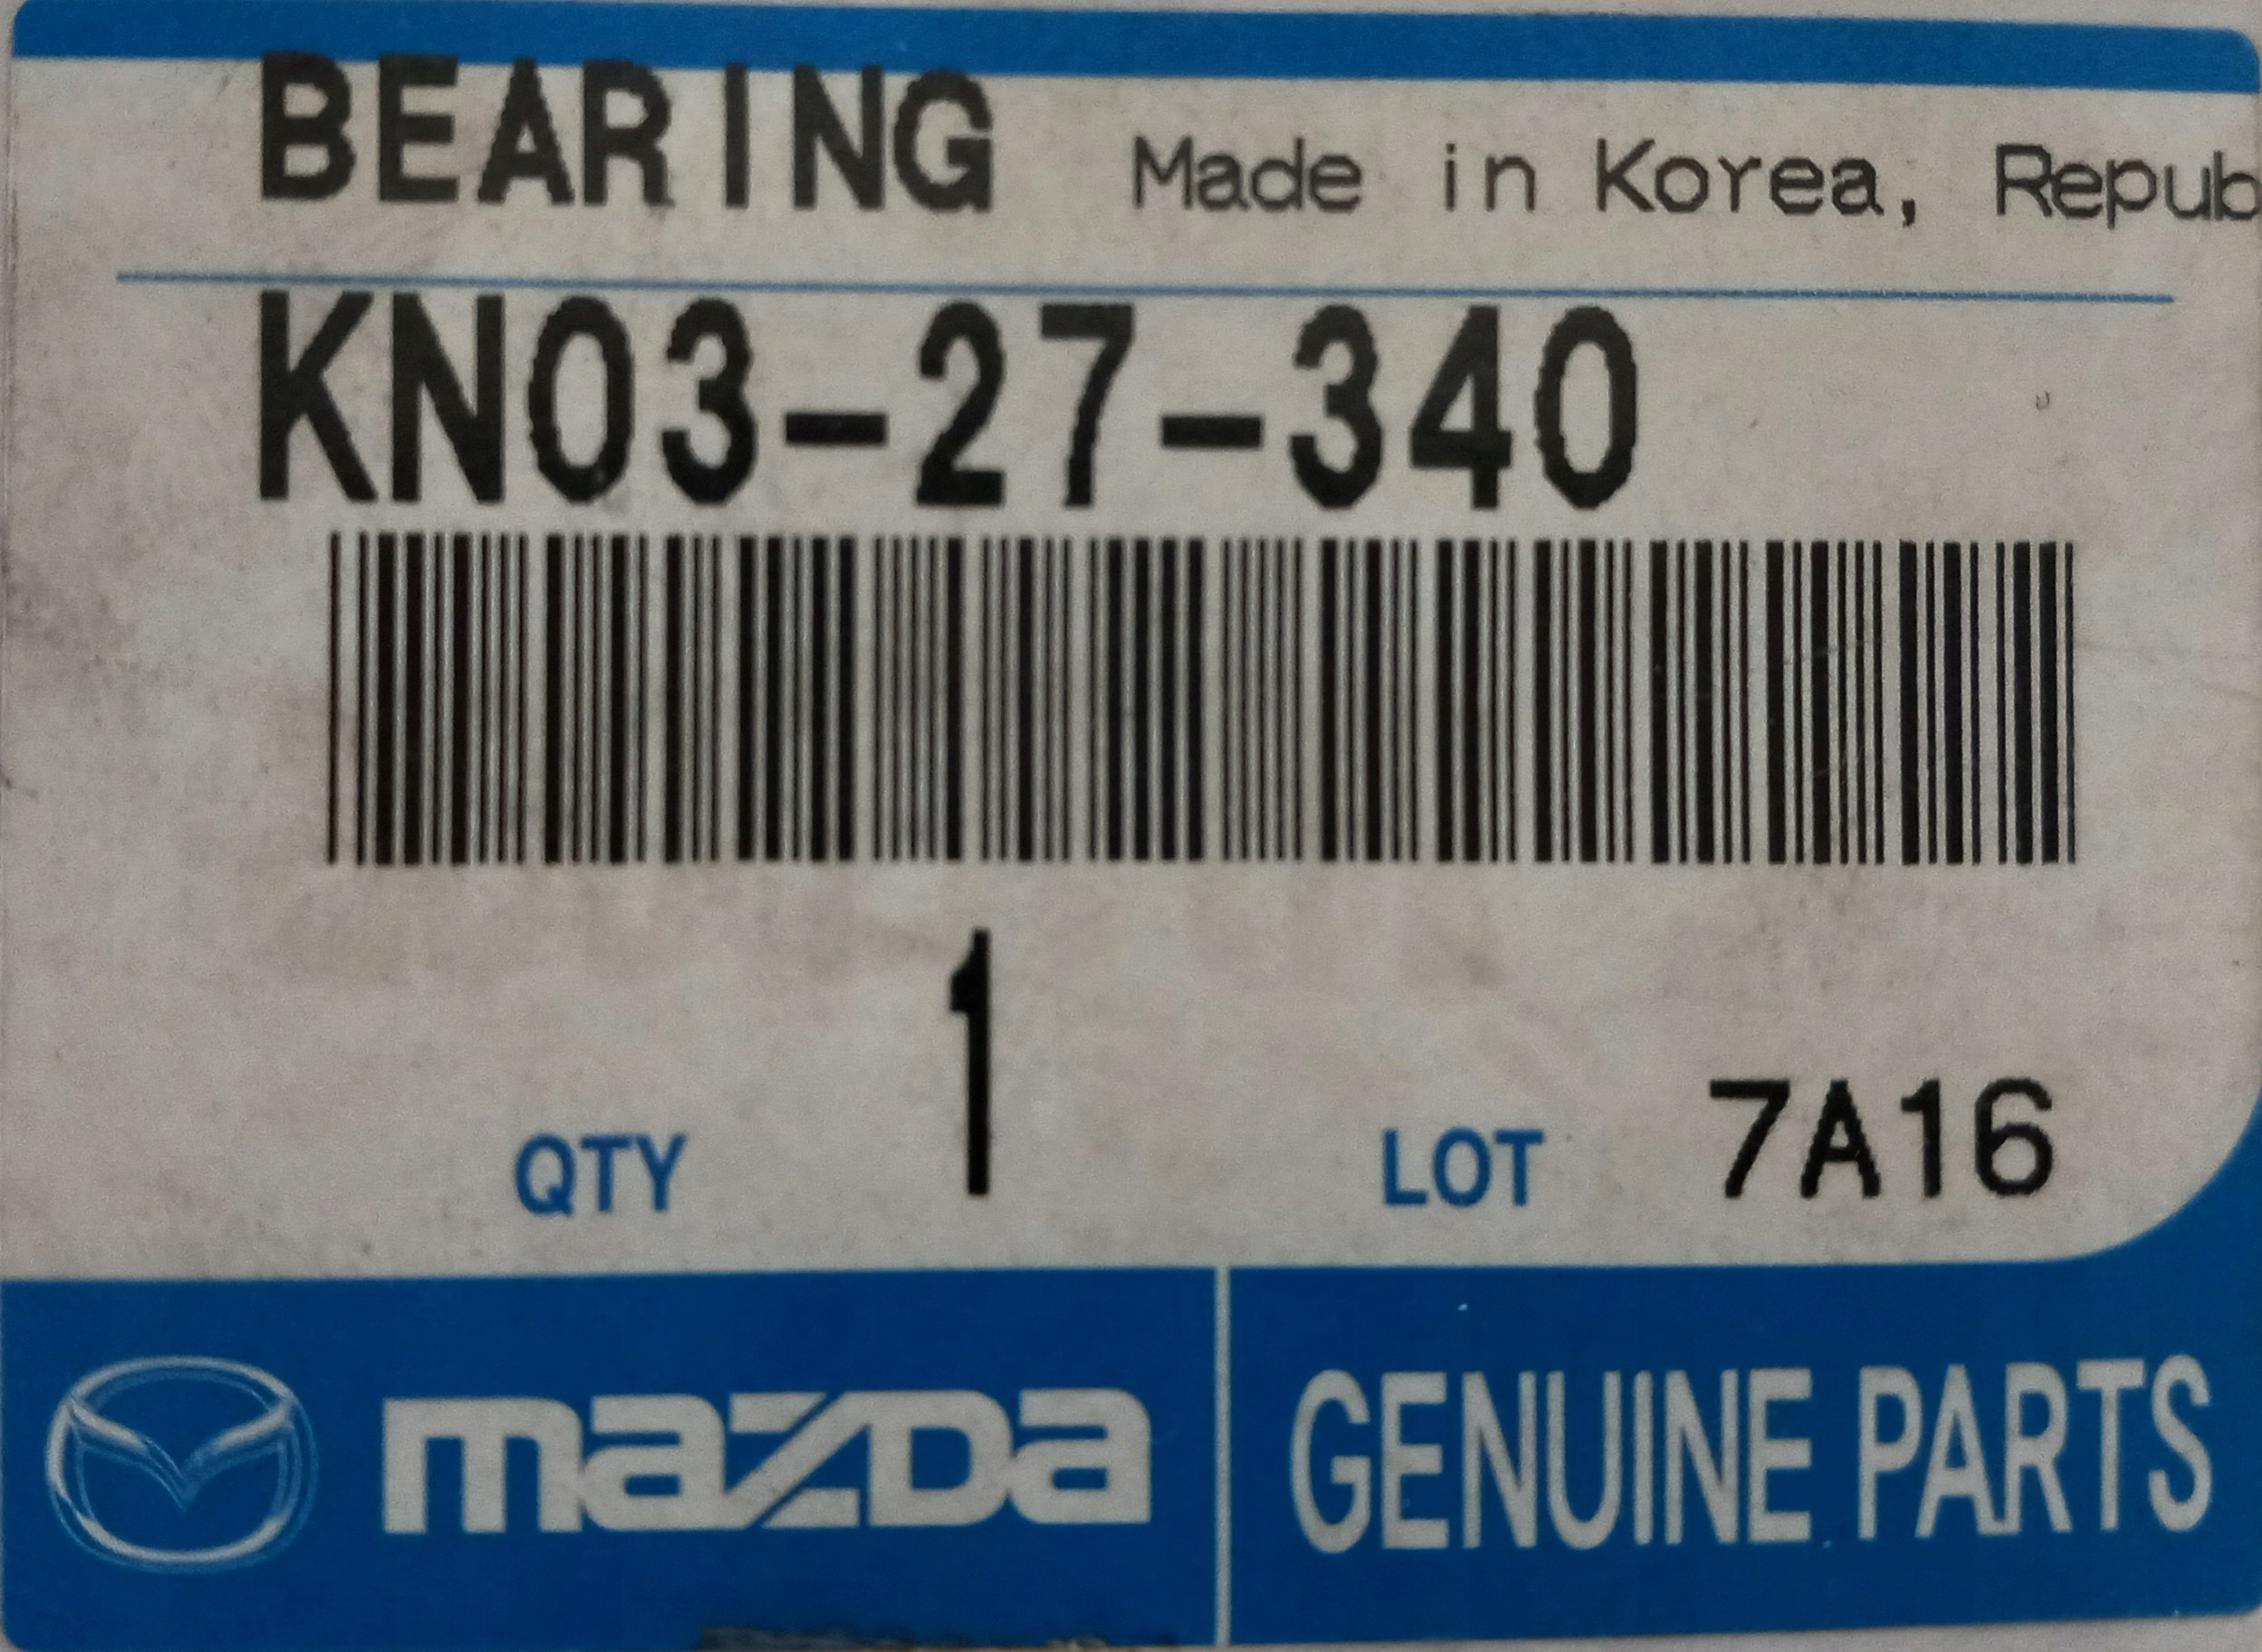 BEARING Made in Korea, Repub
KN03-27-340
QTY 1 LOT 7A16
mazda GENUINE PARTS